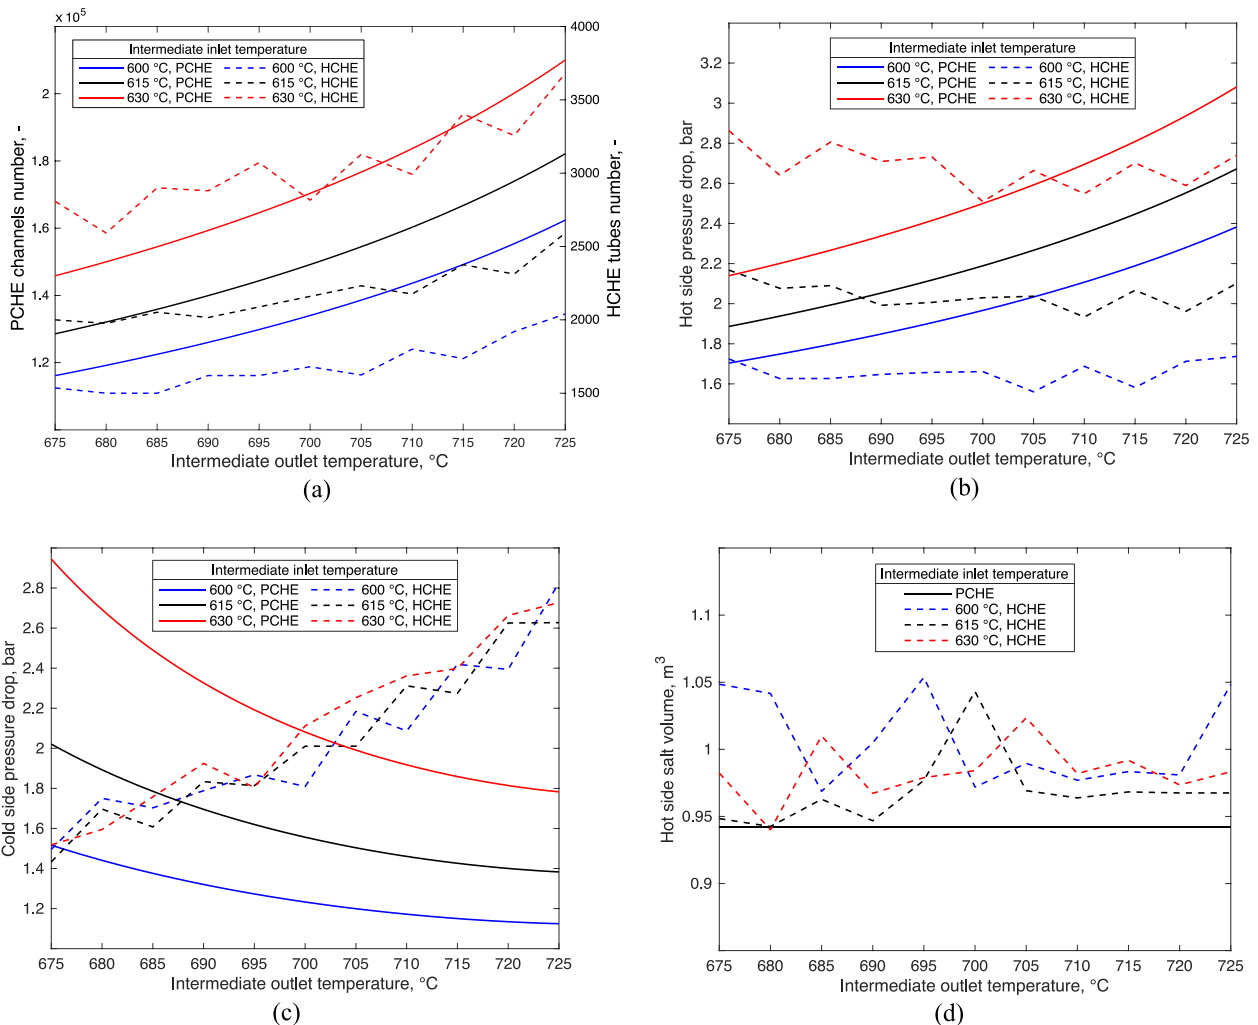 × 10⁵
Intermediate inlet temperature
600 °C, PCHE 600 °C, HCHE
615 °C, PCHE 615 °C, HCHE
630 °C, PCHE 630 °C, HCHE
2
1.8
1.6
1.4
1.2
PCHE channels number, -
4000
3500
3000
2500
2000
1500
HCHE tubes number, -
675 680 685 690 695 700 705 710 715 720 725
Intermediate outlet temperature, °C
(a)
Intermediate inlet temperature
600 °C, PCHE 600 °C, HCHE
615 °C, PCHE 615 °C, HCHE
630 °C, PCHE 630 °C, HCHE
3.2
3
2.8
2.6
2.4
2.2
2
1.8
1.6
Hot side pressure drop, bar
675 680 685 690 695 700 705 710 715 720 725
Intermediate outlet temperature, °C
(b)
Intermediate inlet temperature
600 °C, PCHE 600 °C, HCHE
615 °C, PCHE 615 °C, HCHE
630 °C, PCHE 630 °C, HCHE
2.8
2.6
2.4
2.2
2
1.8
1.6
1.4
1.2
Cold side pressure drop, bar
675 680 685 690 695 700 705 710 715 720 725
Intermediate outlet temperature, °C
(c)
Intermediate inlet temperature
PCHE
600 °C, HCHE
615 °C, HCHE
630 °C, HCHE
1.1
1.05
1
0.95
0.9
Hot side salt volume, m³
675 680 685 690 695 700 705 710 715 720 725
Intermediate outlet temperature, °C
(d)